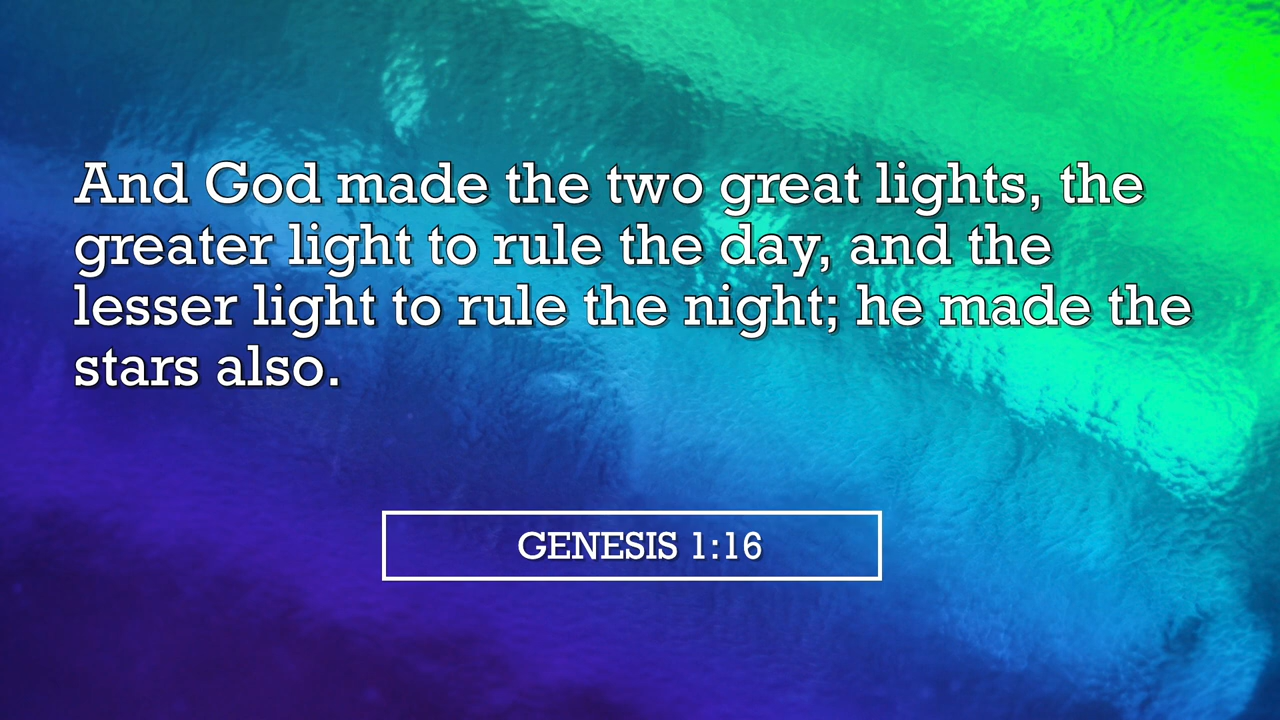 And God made the two great lights, the
greater light to rule the day, and the
lesser light to rule the night; he made the
stars also.
GENESIS 1:16